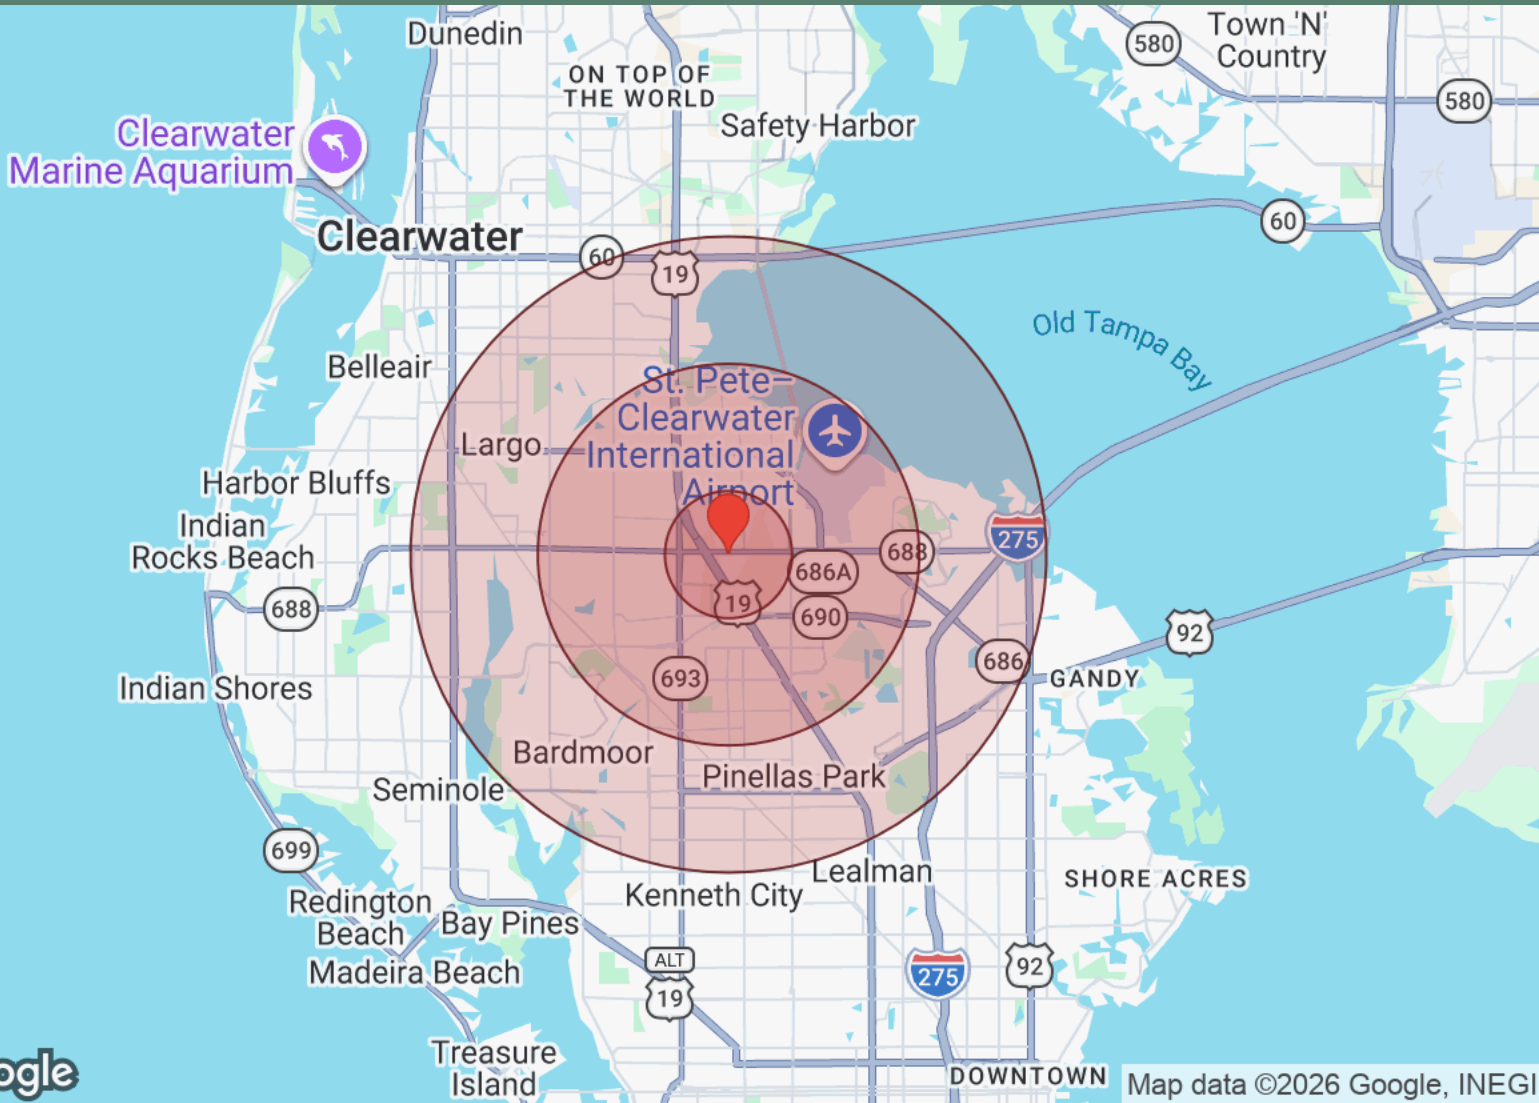 Dunedin
ON TOP OF
THE WORLD
Town 'N'
Country
580
580
Safety Harbor
Clearwater
Marine Aquarium
Clearwater
60
60
19
Old Tampa Bay
Belleair
St. Pete–
Clearwater
International
Airport
Largo
Harbor Bluffs
Indian
Rocks Beach
275
688
686A
688
19
690
92
686
693
GANDY
Indian Shores
Bardmoor
Pinellas Park
Seminole
699
Lealman
SHORE ACRES
Kenneth City
Redington
Beach
Bay Pines
Madeira Beach
ALT
19
275
92
Treasure
Island
DOWNTOWN
ogle
Map data ©2026 Google, INEGI